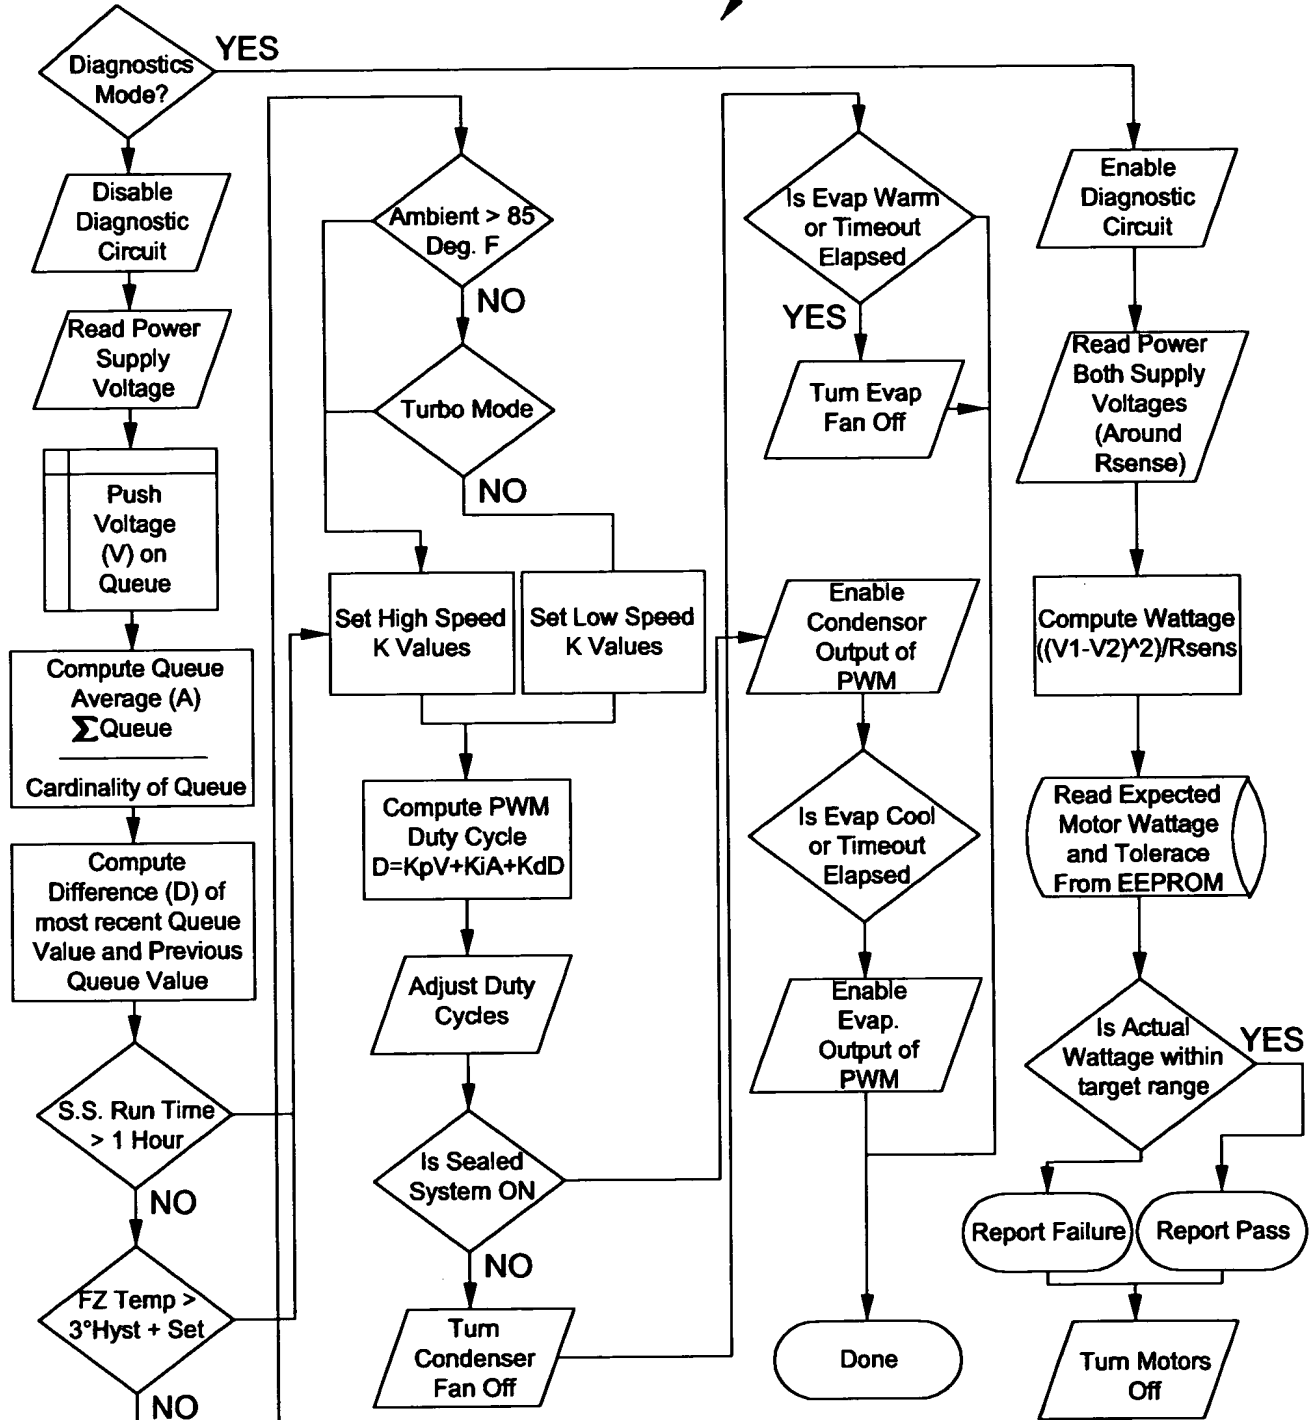 Diagnostics
Mode?
YES
Disable
Diagnostic
Circuit
Read Power
Supply
Voltage
Push
Voltage
(V) on
Queue
Compute Queue
Average (A)
ΣQueue
Cardinality of Queue
Compute
Difference (D) of
most recent Queue
Value and Previous
Queue Value
S.S. Run Time
> 1 Hour
NO
FZ Temp >
3°Hyst + Set
NO
Ambient > 85
Deg. F
NO
Turbo Mode
NO
Set High Speed
K Values
Set Low Speed
K Values
Compute PWM
Duty Cycle
D=KpV+KiA+KdD
Adjust Duty
Cycles
Is Sealed
System ON
NO
Turn
Condenser
Fan Off
Is Evap Warm
or Timeout
Elapsed
YES
Turn Evap
Fan Off
Enable
Condensor
Output of
PWM
Is Evap Cool
or Timeout
Elapsed
Enable
Evap.
Output of
PWM
Done
Enable
Diagnostic
Circuit
Read Power
Both Supply
Voltages
(Around
Rsense)
Compute Wattage
((V1-V2)^2)/Rsens
Read Expected
Motor Wattage
and Tolerace
From EEPROM
Is Actual
Wattage within
target range
YES
Report Failure
Report Pass
Turn Motors
Off